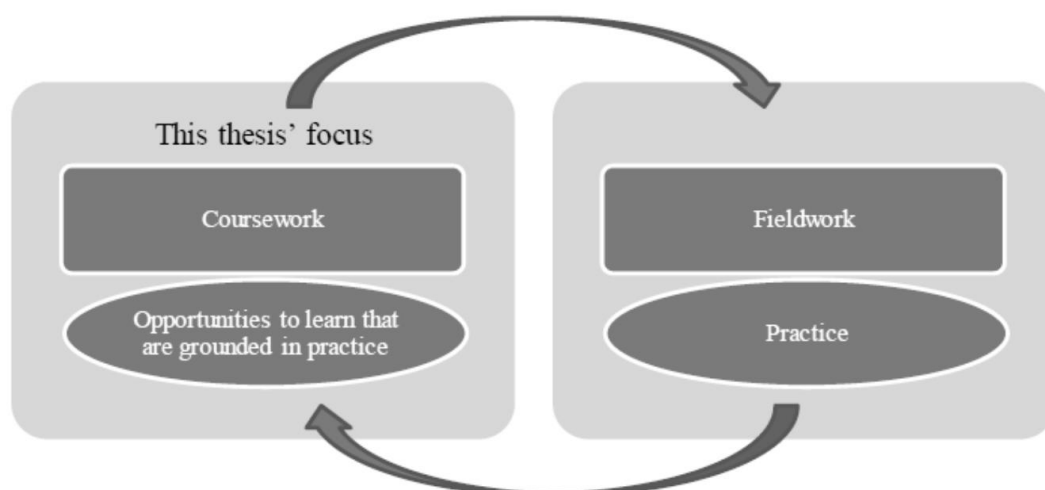 This thesis’ focus
Coursework
Opportunities to learn that
are grounded in practice
Fieldwork
Practice